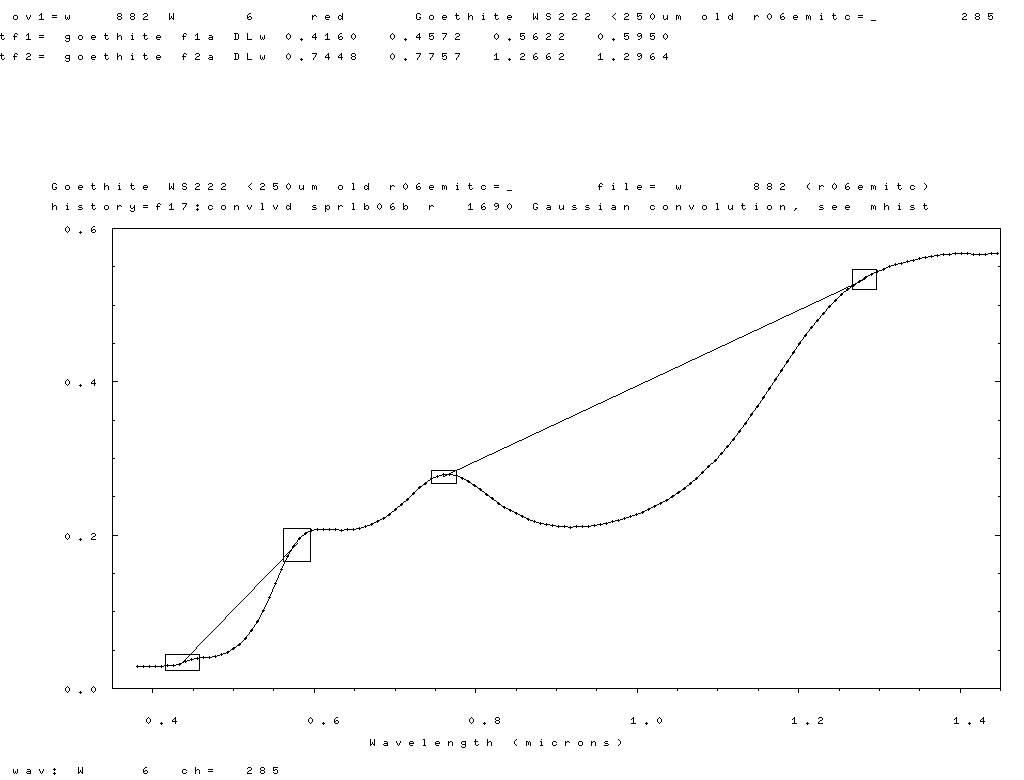 ov1=w 882 W 6 red Goethite WS222 <250um old r06emitc=_ 285
tf1= goethite f1a DLw 0.4160 0.4572 0.5622 0.5950
tf2= goethite f2a DLw 0.7448 0.7757 1.2662 1.2964
Goethite WS222 <250um old r06emitc=_ file= w 882 (r06emitc)
history=f17:convlvd sprlb06b r 1690 Gaussian convolution, see mhist
0.6
0.4
0.2
0.0
0.4 0.6 0.8 1.0 1.2 1.4
Wavelength (microns)
wav: W 6 ch= 285